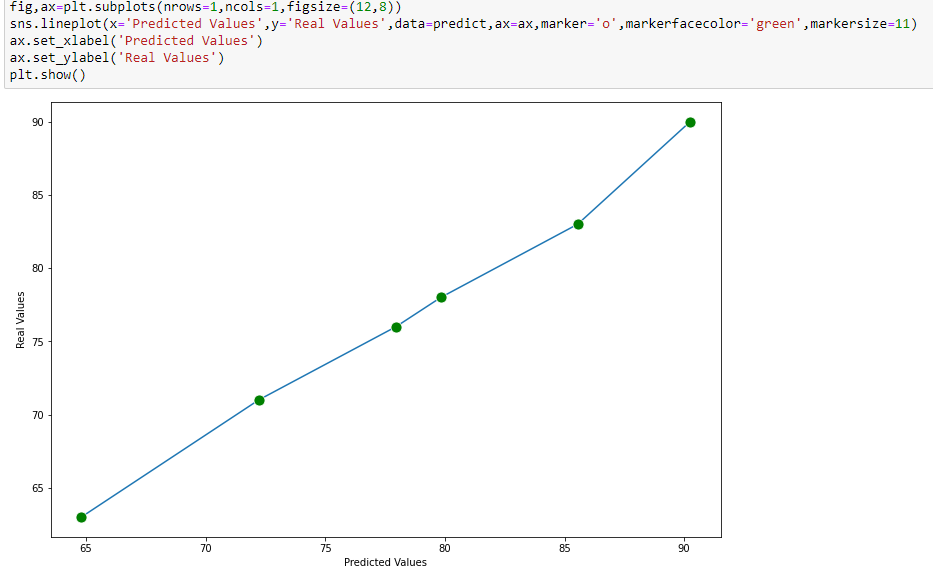 fig,ax=plt.subplots(nrows=1,ncols=1,figsize=(12,8))
sns.lineplot(x='Predicted Values',y='Real Values',data=predict,ax=ax,marker='o',markerfacecolor='green',markersize=11)
ax.set_xlabel('Predicted Values')
ax.set_ylabel('Real Values')
plt.show()
90
85
80
75
70
65
Real Values
65 70 75 80 85 90
Predicted Values